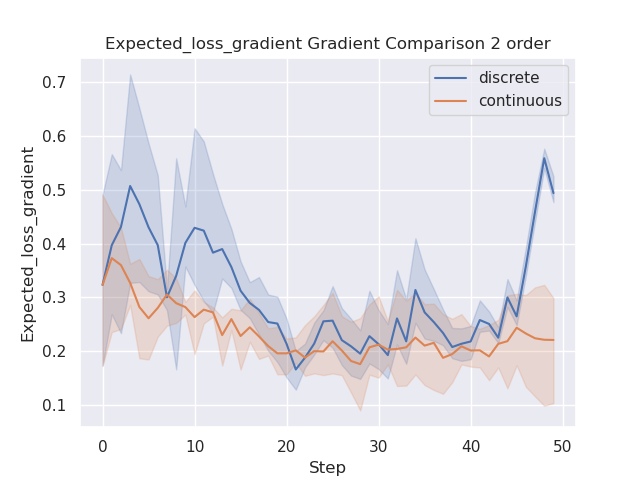 Expected_loss_gradient Gradient Comparison 2 order
discrete
continuous
Expected_loss_gradient
0.7
0.6
0.5
0.4
0.3
0.2
0.1
0 10 20 30 40 50
Step